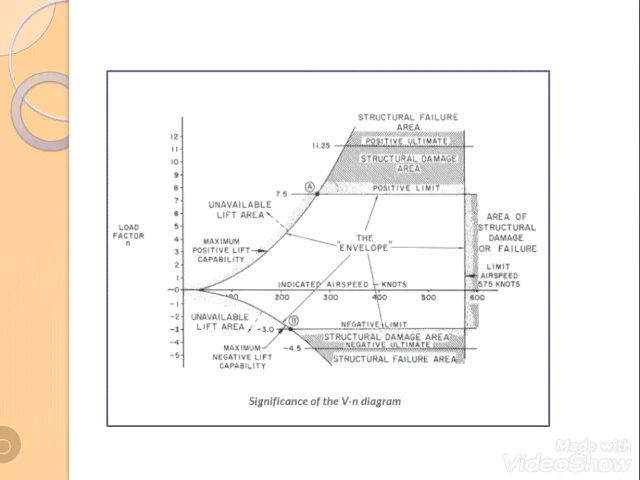 STRUCTURAL FAILURE
AREA
POSITIVE ULTIMATE
11.25
STRUCTURAL DAMAGE
AREA
POSITIVE LIMIT
A
7.5
UNAVAILABLE
LIFT AREA
12
11
10
9
8
7
6
5
4
3
2
1
-0
-1
-2
-3
-4
-5
LOAD
FACTOR
n
MAXIMUM
POSITIVE LIFT
CAPABILITY
THE
"ENVELOPE"
AREA OF
STRUCTURAL
DAMAGE
OR FAILURE
LIMIT
AIRSPEED
575 KNOTS
INDICATED AIRSPEED - KNOTS
100 200 300 400 500 600
UNAVAILABLE
LIFT AREA
B
-3.0
NEGATIVE LIMIT
STRUCTURAL DAMAGE AREA
NEGATIVE ULTIMATE
-4.5
STRUCTURAL FAILURE AREA
MAXIMUM
NEGATIVE LIFT
CAPABILITY
Significance of the V-n diagram
Made with
VideoShow